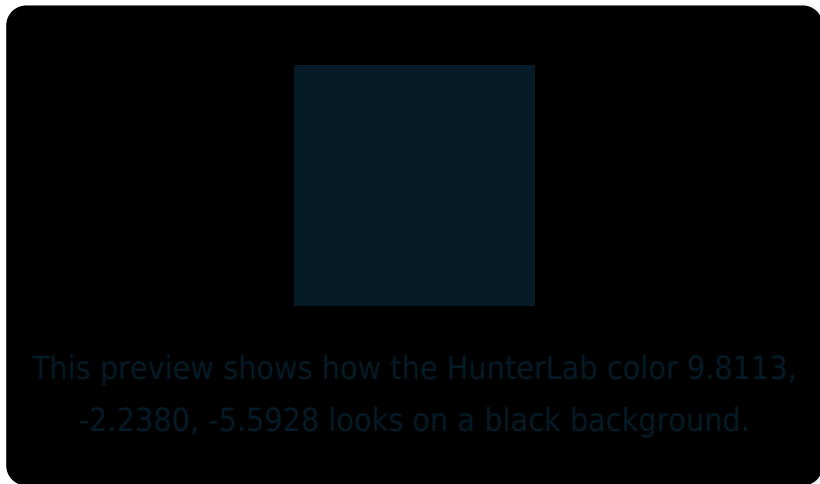 This preview shows how the HunterLab color 9.8113,
-2.2380, -5.5928 looks on a black background.